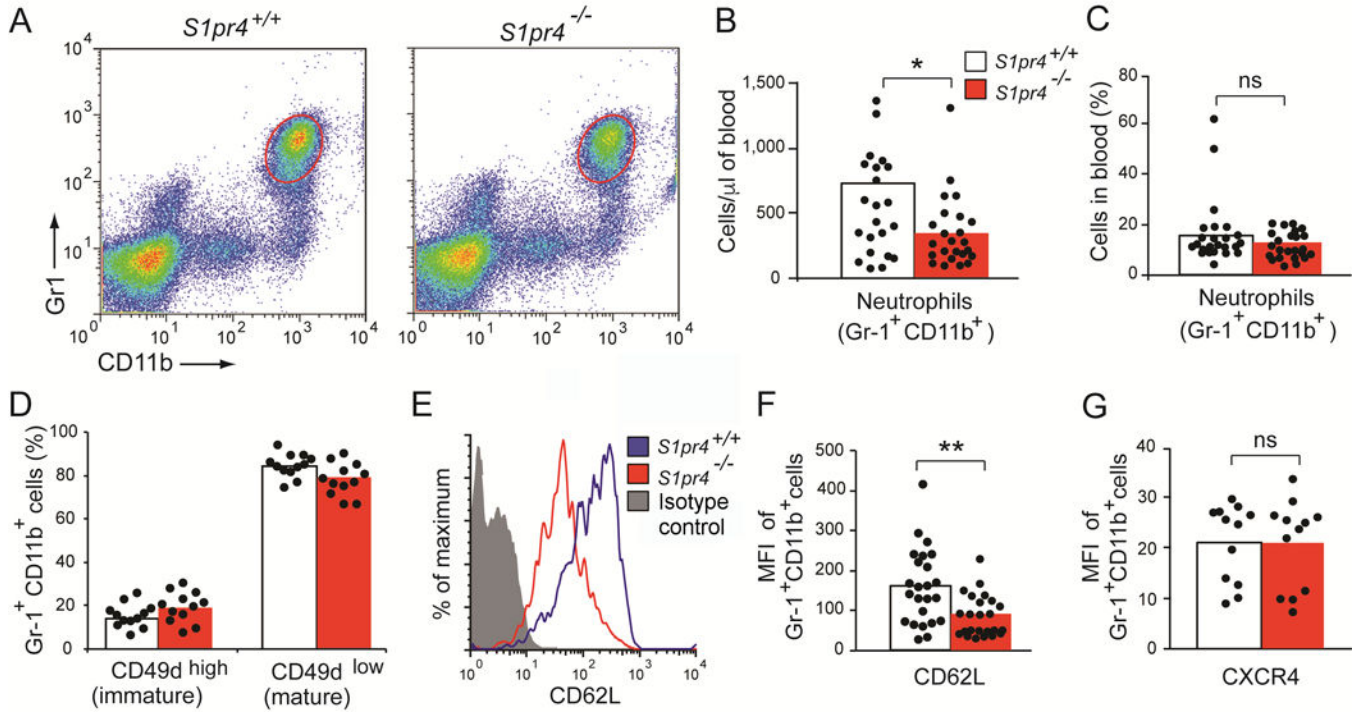 A
S1pr4+/+
S1pr4-/-
10^4
10^3
10^2
10^1
10^0 10^1 10^2 10^3 10^4
10^0 10^1 10^2 10^3 10^4
Gr1
CD11b
B
S1pr4+/+
S1pr4-/-
*
1,500
1,000
500
0
Cells/µl of blood
Neutrophils
(Gr-1+ CD11b+)
C
ns
80
60
40
20
0
Cells in blood (%)
Neutrophils
(Gr-1+ CD11b+)
D
100
80
60
40
20
0
Gr-1+ CD11b+ cells (%)
CD49d high
(immature)
CD49d low
(mature)
E
S1pr4+/+
S1pr4-/-
Isotype
control
% of maximum
10^0 10^1 10^2 10^3 10^4
CD62L
F
**
500
400
300
200
100
0
MFI of
Gr-1+CD11b+cells
CD62L
G
ns
40
30
20
10
0
MFI of
Gr-1+CD11b+cells
CXCR4